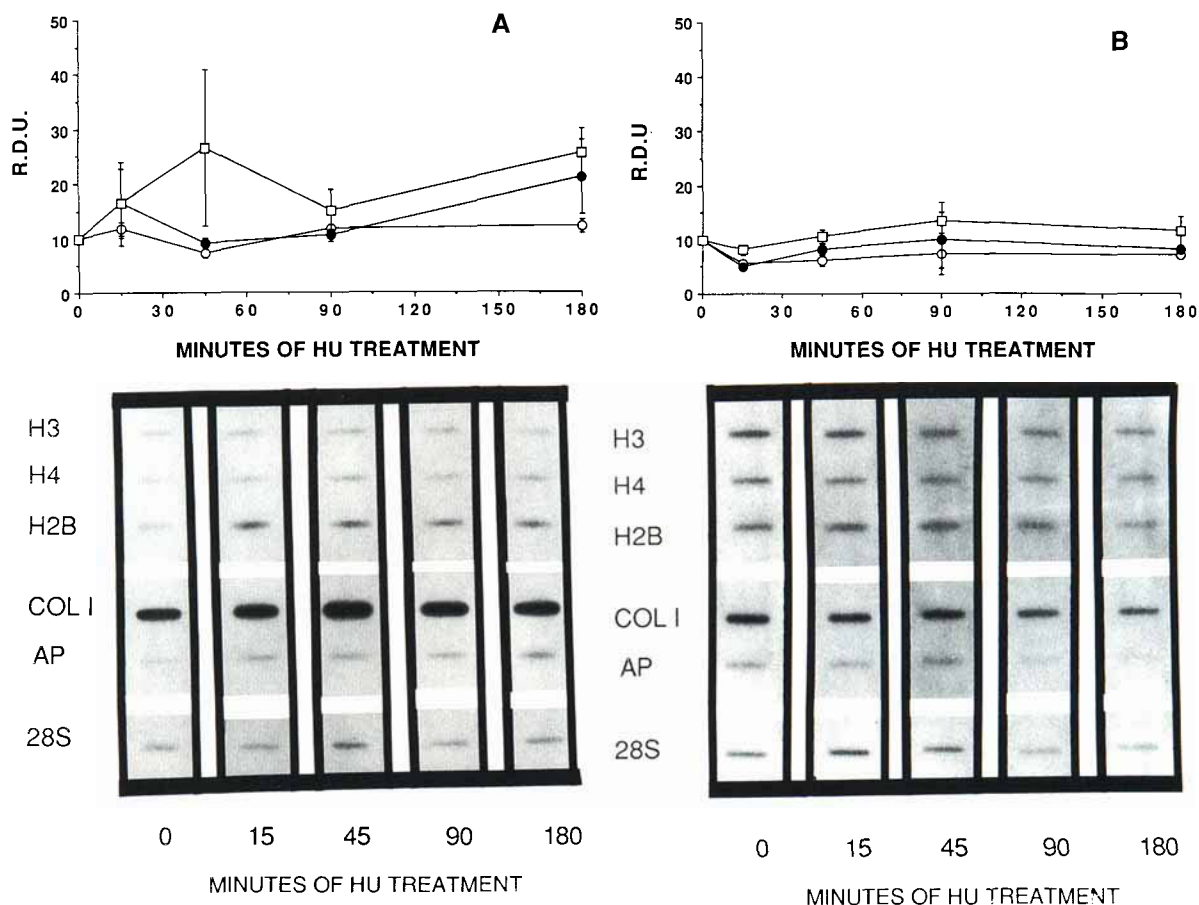 A
R.D.U.
50
40
30
20
10
0
0 30 60 90 120 150 180
MINUTES OF HU TREATMENT
B
R.D.U
50
40
30
20
10
0
0 30 60 90 120 150 180
MINUTES OF HU TREATMENT
H3
H4
H2B
COL I
AP
28S
0 15 45 90 180
MINUTES OF HU TREATMENT
H3
H4
H2B
COL I
AP
28S
0 15 45 90 180
MINUTES OF HU TREATMENT